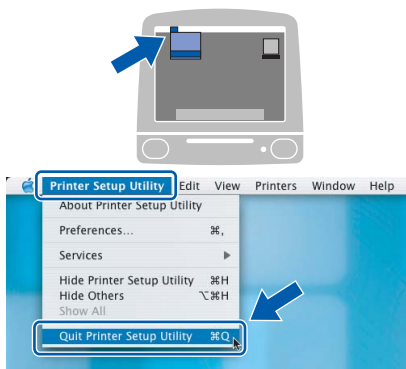 Printer Setup Utility Edit View Printers Window Help
About Printer Setup Utility
Preferences... ⌘,
Services ▶
Hide Printer Setup Utility ⌘H
Hide Others ⌥⌘H
Show All
Quit Printer Setup Utility ⌘Q